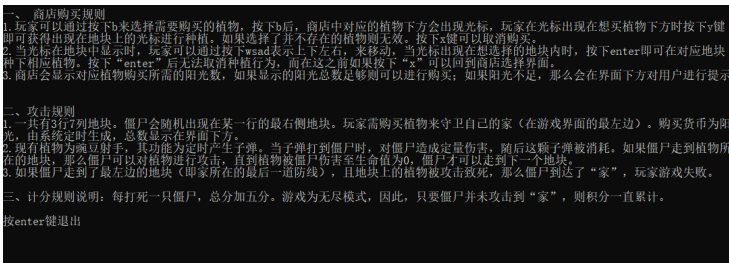 一、 商店购买规则
1.玩家可以通过按下b来选择需要购买的植物，按下b后，商店中对应的植物下方会出现光标，玩家在光标出现在想买植物下方时按下y键
即可获得出现在地块上的光标进行种植。如果选择了并不存在的植物则无效。按下x键可以取消购买。
2.当光标在地块中显示时，玩家可以通过按下wsad表示上下左右，来移动，当光标出现在想选择的地块内时，按下enter即可在对应地块
种下相应植物。按下“enter”后无法取消种植行为，而在这之前如果按下“x”可以回到商店选择界面。
3.商店会显示对应植物购买所需的阳光数，如果显示的阳光总数足够则可以进行购买；如果阳光不足，那么会在界面下方对用户进行提示
二、攻击规则
1.一共有3行7列地块。僵尸会随机出现在某一行的最右侧地块。玩家需购买植物来守卫自己的家（在游戏界面的最左边）。购买货币为阳
光，由系统定时生成，总数显示在界面下方。
2.现有植物为豌豆射手，其功能为定时产生子弹。当子弹打到僵尸时，对僵尸造成定量伤害，随后这颗子弹被消耗。如果僵尸走到植物所
在的地块，那么僵尸可以对植物进行攻击，直到植物被僵尸伤害至生命值为0，僵尸才可以走到下一个地块。
3.如果僵尸走到了最左边的地块（即家所在的最后一道防线），且地块上的植物被攻击致死，那么僵尸到达了“家”，玩家游戏失败。
三、计分规则说明：每打死一只僵尸，总分加五分。游戏为无尽模式，因此，只要僵尸并未攻击到“家”，则积分一直累计。
按enter键退出